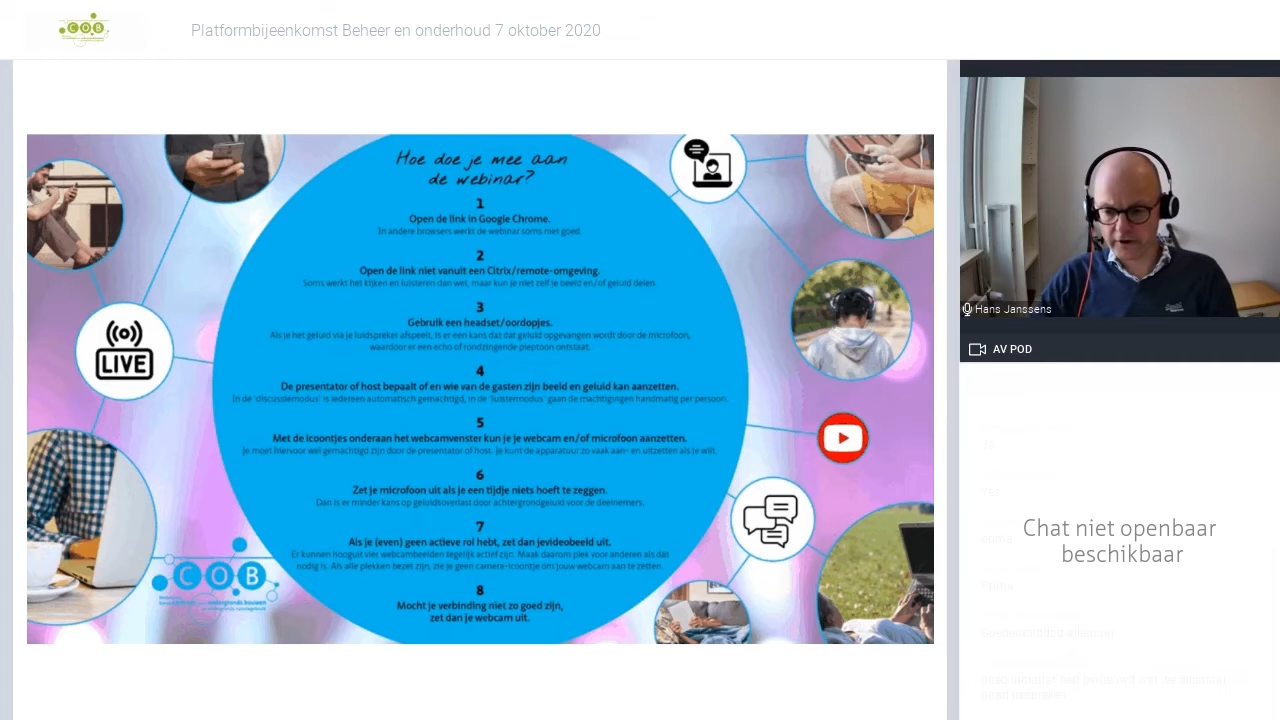 COB
Platformbijeenkomst Beheer en onderhoud 7 oktober 2020
Hoe doe je mee aan
de webinar?
1
Open de link in Google Chrome.
In andere browsers werkt de webinar soms niet goed.
2
Open de link niet vanuit een Citrix/remote-omgeving.
Soms werkt het kijken en luisteren dan wel, maar kun je niet zelf je beeld en/of geluid delen.
3
Gebruik een headset/oordopjes.
Als je het geluid via je luidspreker afspeelt, is er een kans dat dat geluid opgevangen wordt door de microfoon,
waardoor er een echo of rondzingende pieptoon ontstaat.
4
De presentator of host bepaalt of en wie van de gasten zijn beeld en geluid kan aanzetten.
In de 'discussiemodus' is iedereen automatisch gemachtigd, in de 'luistermodus' gaan de machtigingen handmatig per persoon.
5
Met de icoontjes onderaan het webcamvenster kun je je webcam en/of microfoon aanzetten.
Je moet hiervoor wel gemachtigd zijn door de presentator of host. Je kunt de apparatuur zo vaak aan- en uitzetten als je wilt.
6
Zet je microfoon uit als je een tijdje niets hoeft te zeggen.
Dan is er minder kans op geluidsoverlast door achtergrondgeluid voor de deelnemers.
7
Als je (even) geen actieve rol hebt, zet dan jevideobeeld uit.
Er kunnen hooguit vier webcambeelden tegelijk actief zijn. Maak daarom plek voor anderen als dat
nodig is. Als alle plekken bezet zijn, zie je geen camera-icoontje om jouw webcam aan te zetten.
8
Mocht je verbinding niet zo goed zijn,
zet dan je webcam uit.
LIVE
COB
Hans Janssens
AV POD
Chat niet openbaar
beschikbaar